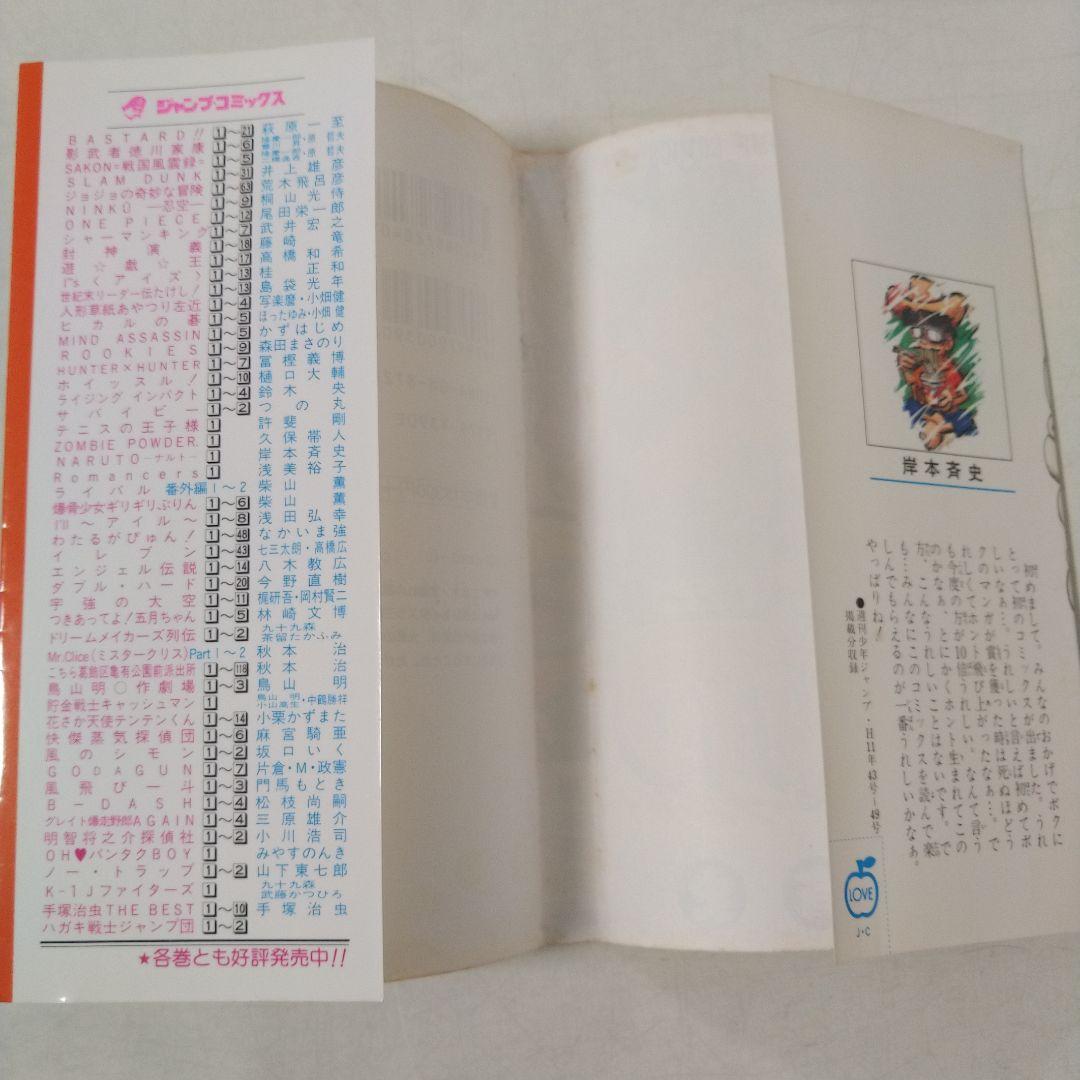 ジャンプ・コミックス
BASTARD!! 1～21 萩原一至
影武者徳川家康 1～6 隆慶一郎・原哲夫
SAKON=戦国風雲録= 1～5 隆慶一郎・原哲夫
SLAM DUNK 1～31 井上雄彦
ジョジョの奇妙な冒険 1～63 荒木飛呂彦
NINKŪ―忍空― 1～9 桐山光侍
ONE PIECE 1～12 尾田栄一郎
シャーマンキング 1～7 武井宏之
封神演義 1～18 藤崎竜
遊☆戯☆王 1～17 高橋和希
I"s〈アイズ〉 1～13 桂正和
世紀末リーダー伝たけし! 1～13 島袋光年
人形草紙あやつり左近 1～4 写楽麿・小畑健
ヒカルの碁 1～5 ほったゆみ・小畑健
MIND ASSASSIN 1～5 かずはじめ
ROOKIES 1～9 森田まさのり
HUNTER×HUNTER 1～7 冨樫義博
ホイッスル! 1～10 樋口大輔
ライジング インパクト 1～4 鈴木央
サバイビー 1～2 つの丸
テニスの王子様 1 許斐剛
ZOMBIE POWDER. 1 久保帯人
NARUTO―ナルト― 1 岸本斉史
Romancers 1 浅美裕子
ライバル 番外編1～2 柴山薫
爆骨少女ギリギリぷりん 1～6 柴山薫
I'll～アイル～ 1～8 浅田弘幸
わたるがぴゅん! 1～48 なかいま強
イレブン 1～43 七三太朗・高橋広
エンジェル伝説 1～14 八木教広
ダブル・ハード 1～20 今野直樹
宇強の大空 1～11 梶研吾・岡村賢二
つきあってよ!五月ちゃん 1～5 林崎文博
ドリームメイカーズ列伝 1～2 九十九森 茶留たかふみ
Mr.Clice(ミスタークリス) Part1～2 秋本治
こちら葛飾区亀有公園前派出所 1～118 秋本治
鳥山明○作劇場 1～3 鳥山明
貯金戦士キャッシュマン 1 鳥山明 小山高生・中鶴勝祥
花さか天使テンテンくん 1～14 小栗かずまた
快傑蒸気探偵団 1～6 麻宮騎亜
風のシモン 1～2 坂口いく
GODAGUN 1～7 片倉・M・政憲
風飛び一斗 1～3 門馬もとき
B-DASH 1～4 松枝尚嗣
グレイト爆走野郎AGAIN 1～4 三原雄介
明智将之介探偵社 1～2 小川浩司
OH♥バンタクBOY 1 みやすのんき
ノー・トラップ 1～2 山下東七郎
K-1Jファイターズ 1 九十九森 武藤かつひろ
手塚治虫THE BEST 1～10 手塚治虫
ハガキ戦士ジャンプ団 1～2
★各巻とも好評発売中!!
岸本斉史
初めまして。みんなのおかげでボクに
とって初のコミックスが出ました。うれ
しいなぁ…。うれしいと言えば初めてボ
クのマンガが賞を獲った時は死ぬほどう
れしくてホント飛び上がったなぁ…。で
も今度の方が10倍うれしい。なんて言う
のかなぁ、とにかくホント生まれてこの
方、こんなうれしいことはないです。で
も…みんなにこのコミックスを読んで楽
しんでもらえるのが一番うれしいかなぁ。
やっぱりね!
●週刊少年ジャンプ・H11年43号～49号
掲載分収録
LOVE
J・C